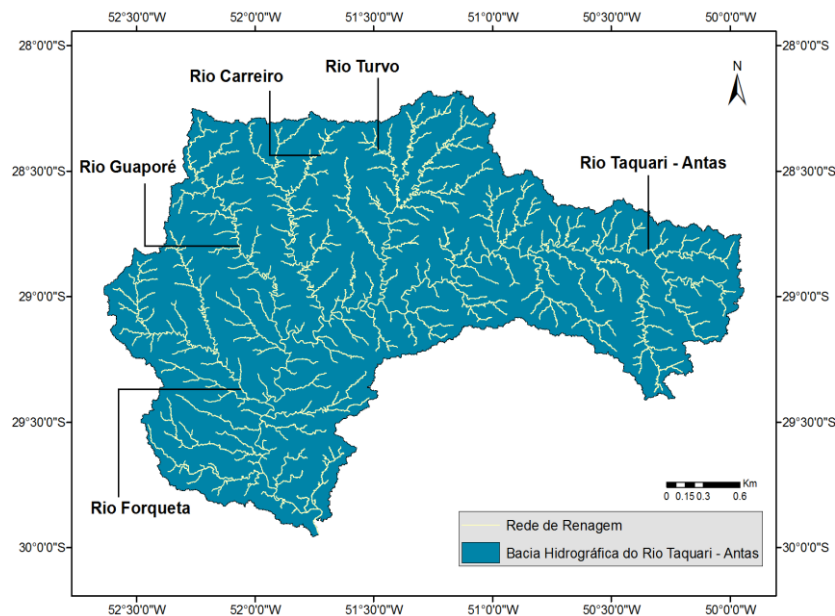 52°30'0"W 52°0'0"W 51°30'0"W 51°0'0"W 50°30'0"W 50°0'0"W
28°0'0"S 28°0'0"S
N
Rio Turvo
Rio Carreiro
Rio Guaporé
Rio Taquari - Antas
28°30'0"S 28°30'0"S
29°0'0"S 29°0'0"S
29°30'0"S 29°30'0"S
Rio Forqueta
Km
0 0.15 0.3 0.6
Rede de Renagem
Bacia Hidrográfica do Rio Taquari - Antas
30°0'0"S 30°0'0"S
52°30'0"W 52°0'0"W 51°30'0"W 51°0'0"W 50°30'0"W 50°0'0"W